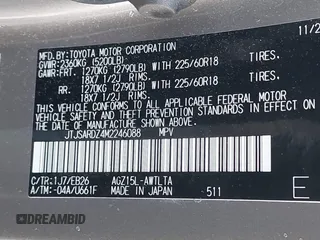 11/2
MFD. BY:TOYOTA MOTOR CORPORATION
GVWR:2360KG (5200LB)
GAWR:FRT. 1270KG (2790LB) WITH 225/60R18 TIRES,
18X7 1/2J RIMS,
RR. 1270KG (2790LB) WITH 225/60R18 TIRES,
18X7 1/2J RIMS,
THIS VEHICLE CONFORMS TO ALL APPLICABLE FEDERAL MOTOR
VEHICLE SAFETY AND THEFT PREVENTION STANDARDS IN
EFFECT ON THE DATE OF MANUFACTURE SHOWN ABOVE.
JTJSARDZ4M2246088 MPV
C/TR:1J7/EB26 AGZ15L-AWTLTA
A/TM:-04A/U661F MADE IN JAPAN 511
E
DREAMBID